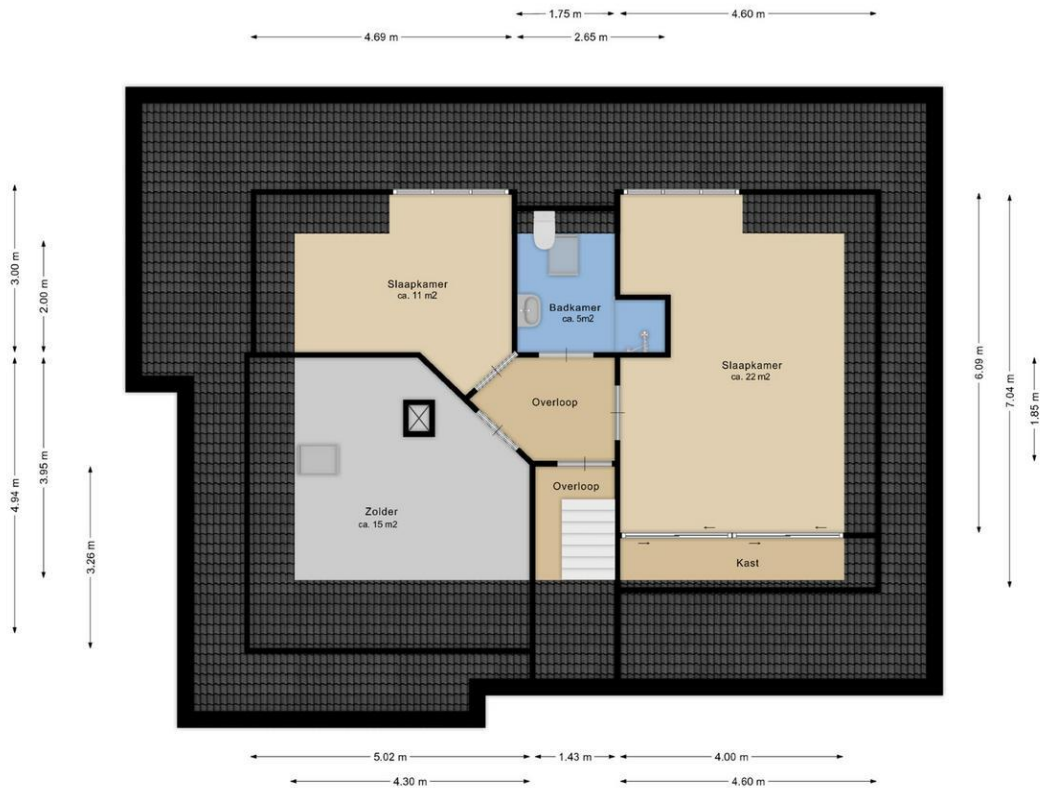 1.75 m
4.60 m
4.69 m
2.65 m
3.00 m
2.00 m
Slaapkamer
ca. 11 m2
Badkamer
ca. 5m2
Slaapkamer
ca. 22 m2
6.09 m
7.04 m
1.85 m
Overloop
4.94 m
3.95 m
3.26 m
Overloop
Zolder
ca. 15 m2
Kast
5.02 m
1.43 m
4.00 m
4.30 m
4.60 m